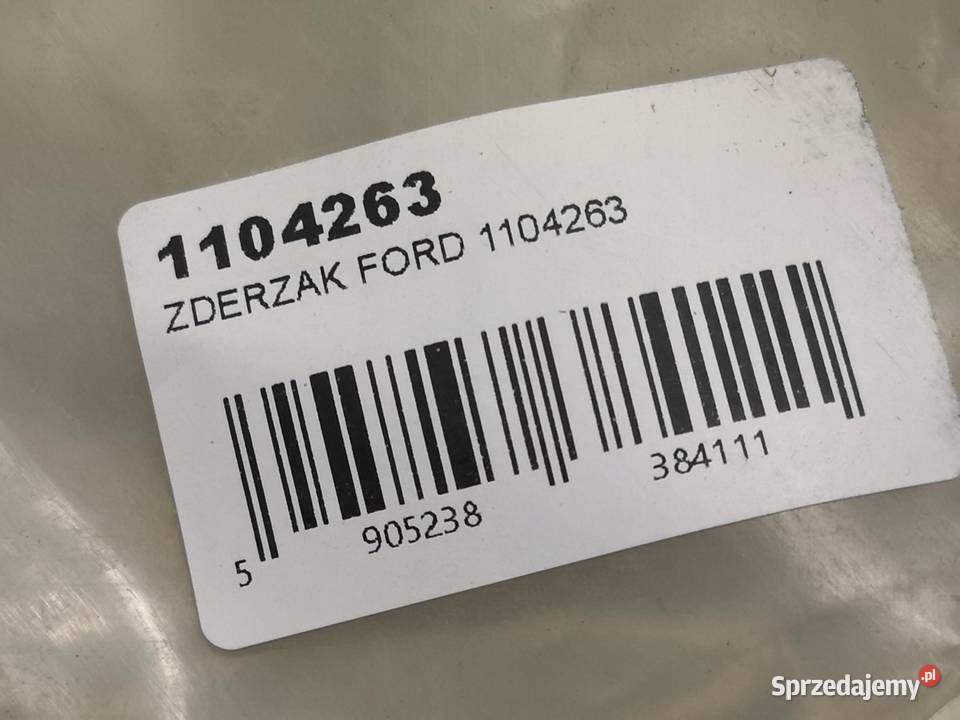 1104263
ZDERZAK FORD 1104263
5 905238 384111
Sprzedajemy.pl